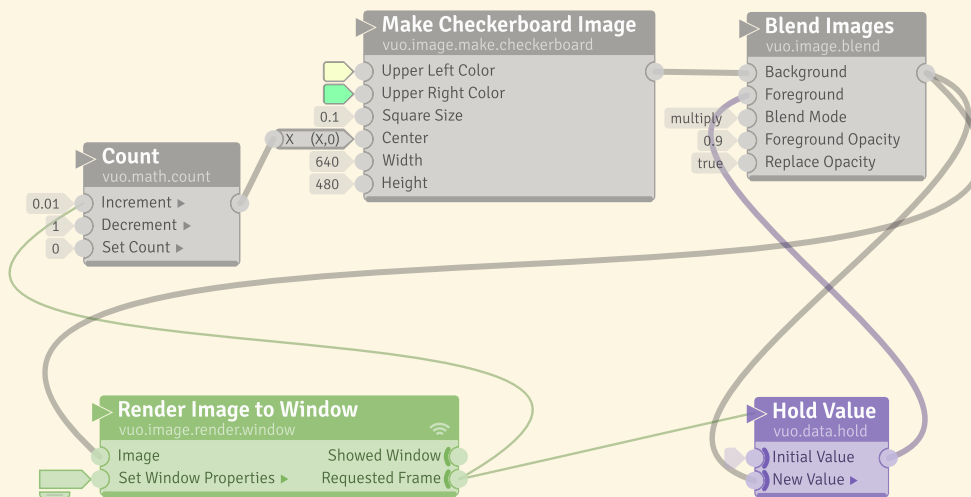 Make Checkerboard Image
vuo.image.make.checkerboard
Upper Left Color
Upper Right Color
0.1 Square Size
X (X,0) Center
640 Width
480 Height
Blend Images
vuo.image.blend
Background
Foreground
multiply Blend Mode
0.9 Foreground Opacity
true Replace Opacity
Count
vuo.math.count
0.01 Increment
1 Decrement
0 Set Count
Render Image to Window
vuo.image.render.window
Image Showed Window
Set Window Properties Requested Frame
Hold Value
vuo.data.hold
Initial Value
New Value